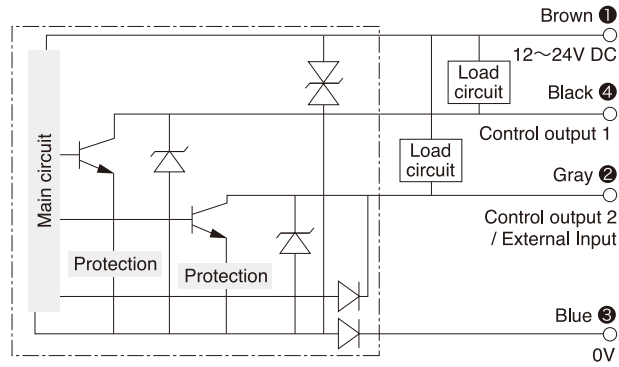 Brown ❶
12～24V DC
Load
circuit
Black ❹
Control output 1
Load
circuit
Gray ❷
Control output 2
/ External Input
Main circuit
Protection
Protection
Blue ❸
0V